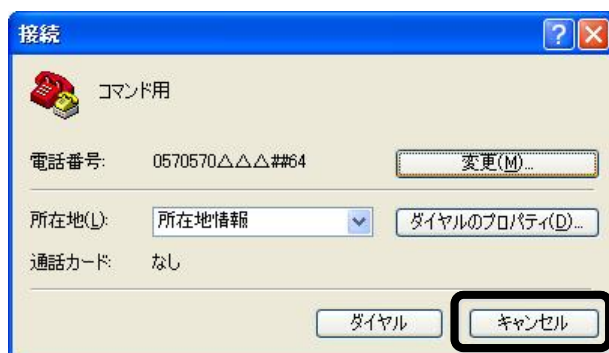 接続
コマンド用
電話番号: 0570570△△△##64 変更(M)...
所在地(L): 所在地情報 ダイヤルのプロパティ(D)...
通話カード: なし
ダイヤル キャンセル